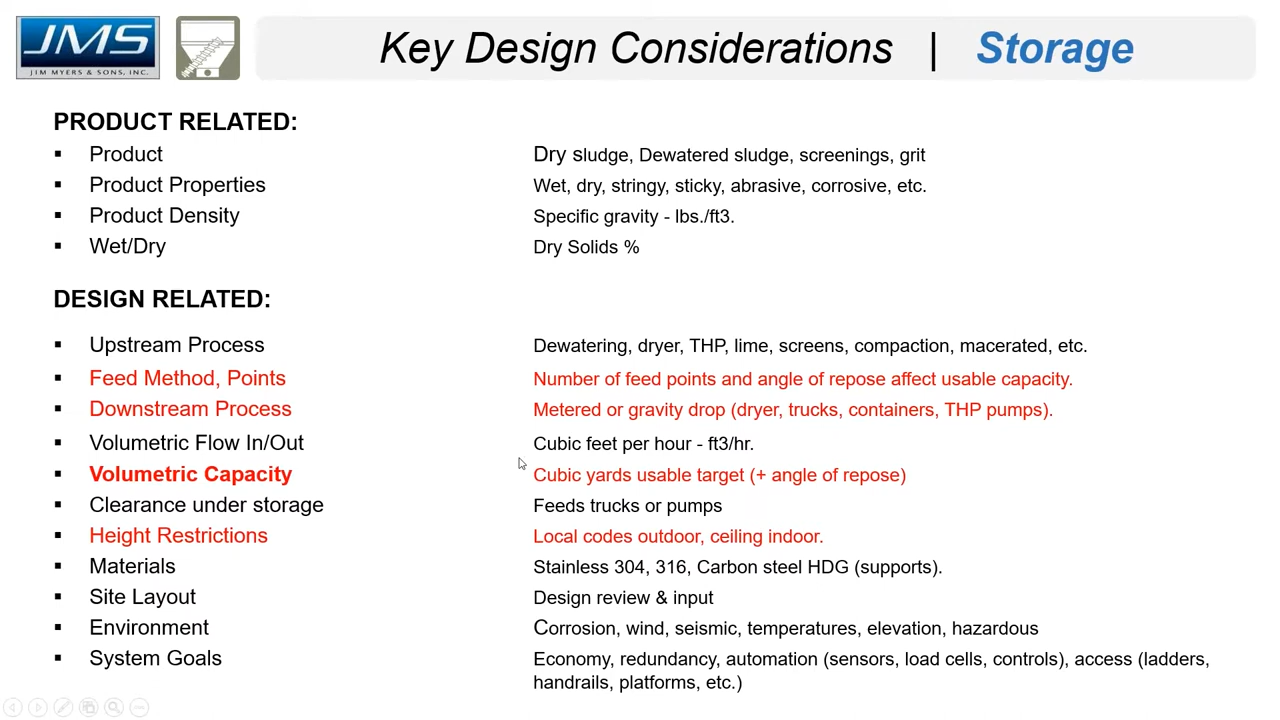 JMS
JIM MYERS & SONS, INC.
Key Design Considerations | Storage
PRODUCT RELATED:
▪ Product Dry sludge, Dewatered sludge, screenings, grit
▪ Product Properties Wet, dry, stringy, sticky, abrasive, corrosive, etc.
▪ Product Density Specific gravity - lbs./ft3.
▪ Wet/Dry Dry Solids %
DESIGN RELATED:
▪ Upstream Process Dewatering, dryer, THP, lime, screens, compaction, macerated, etc.
▪ Feed Method, Points Number of feed points and angle of repose affect usable capacity.
▪ Downstream Process Metered or gravity drop (dryer, trucks, containers, THP pumps).
▪ Volumetric Flow In/Out Cubic feet per hour - ft3/hr.
▪ Volumetric Capacity Cubic yards usable target (+ angle of repose)
▪ Clearance under storage Feeds trucks or pumps
▪ Height Restrictions Local codes outdoor, ceiling indoor.
▪ Materials Stainless 304, 316, Carbon steel HDG (supports).
▪ Site Layout Design review & input
▪ Environment Corrosion, wind, seismic, temperatures, elevation, hazardous
▪ System Goals Economy, redundancy, automation (sensors, load cells, controls), access (ladders,
handrails, platforms, etc.)